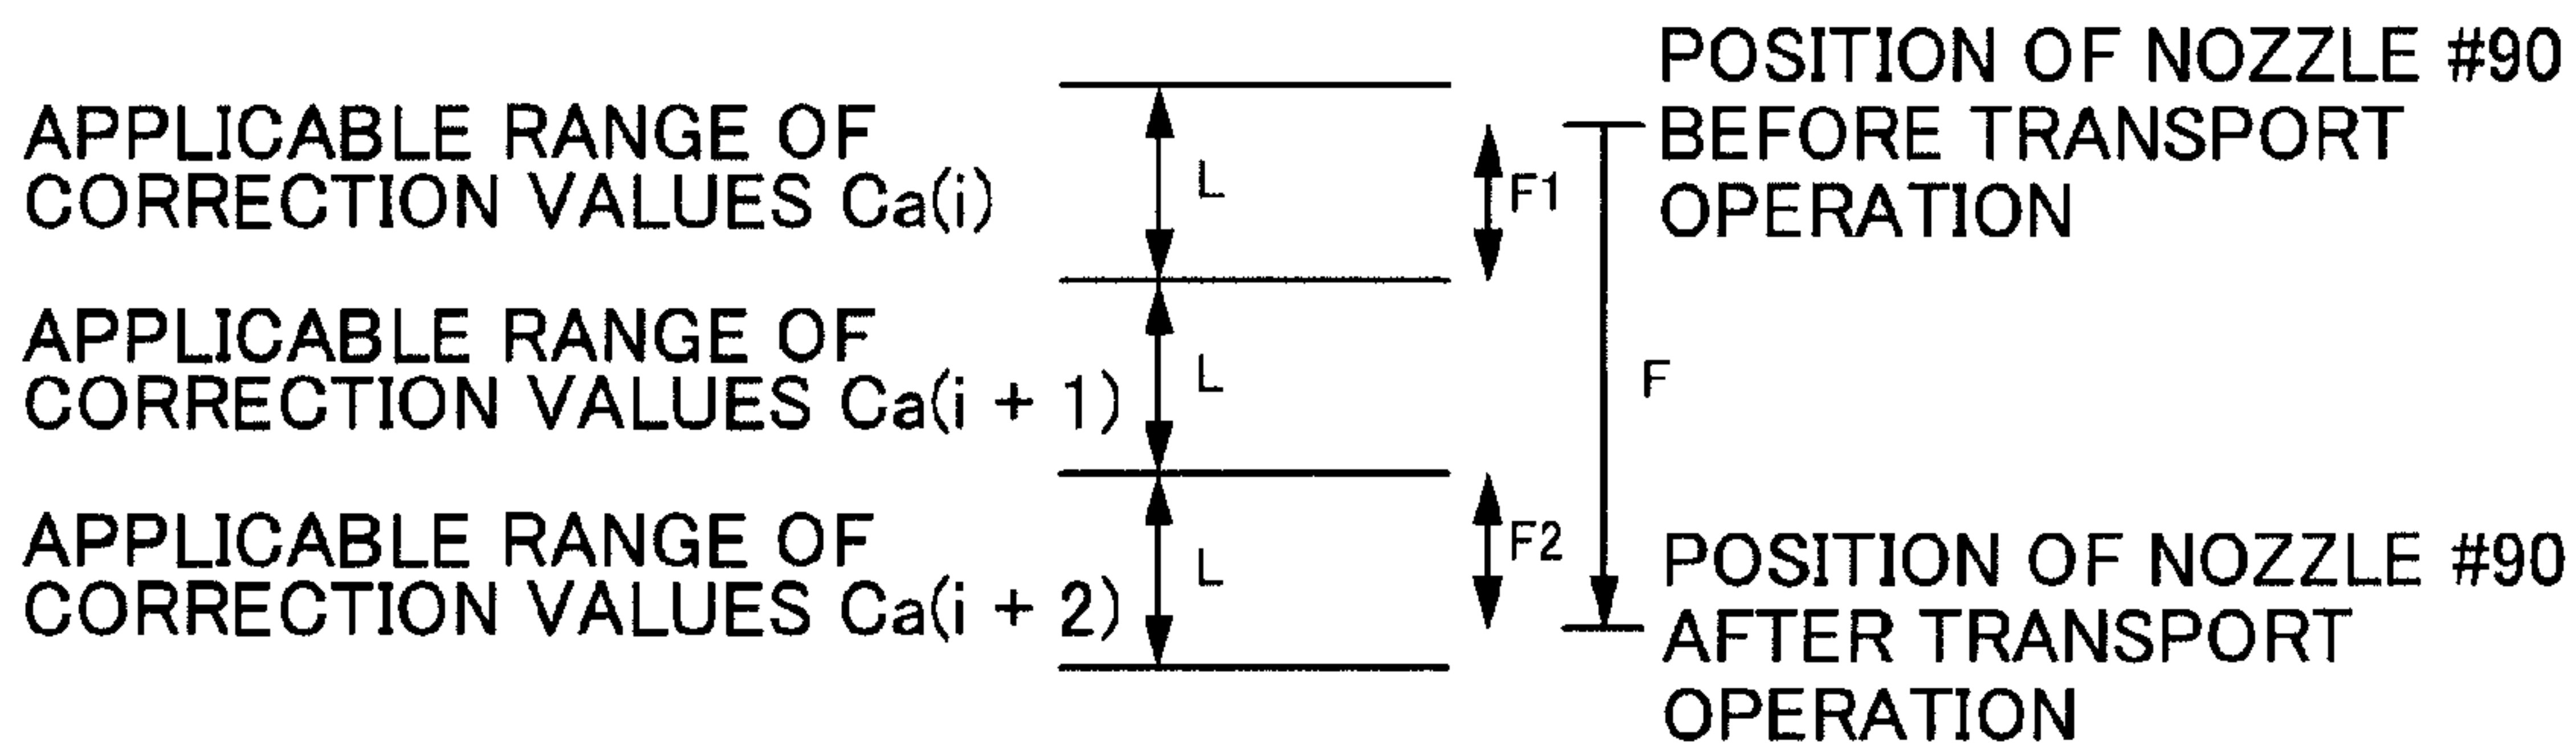 APPLICABLE RANGE OF
CORRECTION VALUES Ca(i)
L
F1
POSITION OF NOZZLE #90
BEFORE TRANSPORT
OPERATION
APPLICABLE RANGE OF
CORRECTION VALUES Ca(i + 1)
L
F
APPLICABLE RANGE OF
CORRECTION VALUES Ca(i + 2)
L
F2
POSITION OF NOZZLE #90
AFTER TRANSPORT
OPERATION